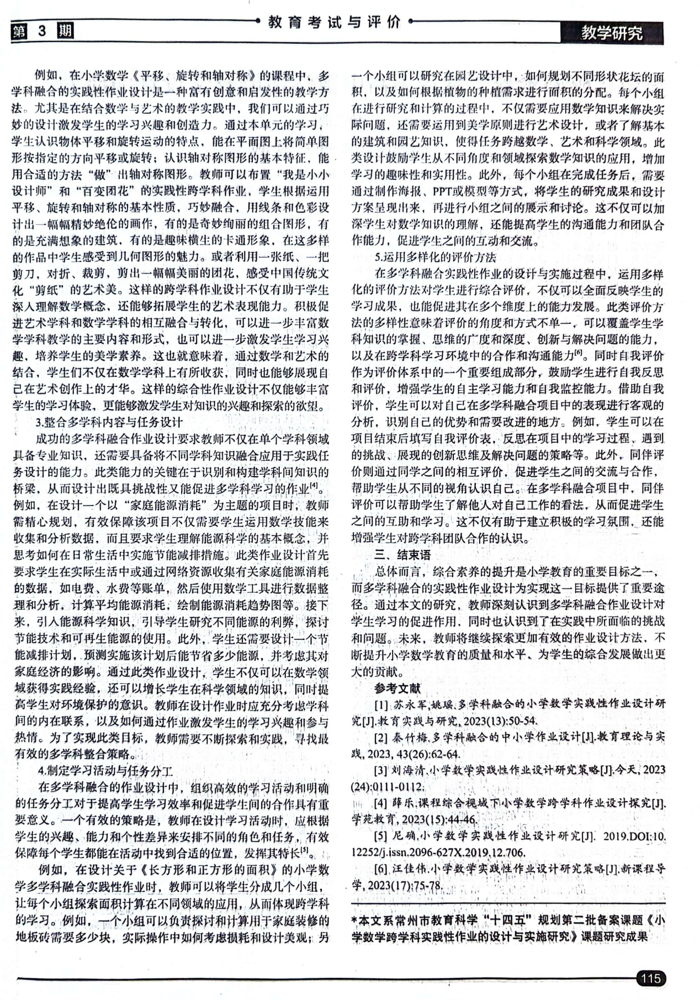 教育考试与评价
第 3 期
教学研究
例如，在小学数学《平移、旋转和轴对称》的课程中，多
学科融合的实践性作业设计是一种富有创意和启发性的教学方
法。尤其是在结合数学与艺术的教学实践中，我们可以通过巧
妙的设计激发学生的学习兴趣和创造力。通过本单元的学习，
学生认识物体平移和旋转运动的特点，能在平面图上将简单图
形按指定的方向平移或旋转；认识轴对称图形的基本特征，能
用合适的方法“做”出轴对称图形。教师可以布置“我是小小
设计师”和“百变团花”的实践性跨学科作业，学生根据运用
平移、旋转和轴对称的基本性质，巧妙融合，用线条和色彩设
计出一幅幅精妙绝伦的画作，有的是奇妙绚丽的组合图形，有
的是充满想象的建筑，有的是趣味横生的卡通形象，在这多样
的作品中学生感受到几何图形的魅力。或者利用一张纸、一把
剪刀，对折、裁剪，剪出一幅幅美丽的团花，感受中国传统文
化“剪纸”的艺术美。这样的跨学科作业设计不仅有助于学生
深入理解数学概念，还能够拓展学生的艺术表现能力。积极促
进艺术学科和数学学科的相互融合与转化，可以进一步丰富数
学学科教学的主要内容和形式，也可以进一步激发学生学习兴
趣，培养学生的美学素养。这也就意味着，通过数学和艺术的
结合，学生们不仅在数学学科上有所收获，同时也能够展现自
己在艺术创作上的才华。这样的综合性作业设计不仅能够丰富
学生的学习体验，更能够激发学生对知识的兴趣和探索的欲望。
3.整合多学科内容与任务设计
成功的多学科融合作业设计要求教师不仅在单个学科领域
具备专业知识，还需要具备将不同学科知识融合应用于实践任
务设计的能力。此类能力的关键在于识别和构建学科间知识的
桥梁，从而设计出既具挑战性又能促进多学科学习的作业[4]。
例如，在设计一个以“家庭能源消耗”为主题的项目时，教师
需精心规划，有效保障该项目不仅需要学生运用数学技能来
收集和分析数据，而且要求学生理解能源科学的基本概念，并
思考如何在日常生活中实施节能减排措施。此类作业设计首先
要求学生在实际生活中或通过网络资源收集有关家庭能源消耗
的数据，如电费、水费等账单，然后使用数学工具进行数据整
理和分析，计算平均能源消耗，绘制能源消耗趋势图等。接下
来，引入能源科学知识，引导学生研究不同能源的利弊，探讨
节能技术和可再生能源的使用。此外，学生还需要设计一个节
能减排计划，预测实施该计划后能节省多少能源，并考虑其对
家庭经济的影响。通过此类作业设计，学生不仅可以在数学领
域获得实践经验，还可以增长学生在科学领域的知识，同时提
高学生对环境保护的意识。教师在设计作业时应充分考虑学科
间的内在联系，以及如何通过作业激发学生的学习兴趣和参与
热情。为了实现此类目标，教师需要不断探索和实践，寻找最
有效的多学科整合策略。
4.制定学习活动与任务分工
在多学科融合的作业设计中，组织高效的学习活动和明确
的任务分工对于提高学生学习效率和促进学生间的合作具有重
要意义。一个有效的策略是，教师在设计学习活动时，应根据
学生的兴趣、能力和个性差异来安排不同的角色和任务，有效
保障每个学生都能在活动中找到合适的位置，发挥其特长[5]。
例如，在设计关于《长方形和正方形的面积》的小学数
学多学科融合实践性作业时，教师可以将学生分成几个小组，
让每个小组探索面积计算在不同领域的应用，从而体现跨学科
的学习。例如，一个小组可以负责探讨和计算用于家庭装修的
地板砖需要多少块，实际操作中如何考虑损耗和设计美观；另
一个小组可以研究在园艺设计中，如何规划不同形状花坛的面
积，以及如何根据植物的种植需求进行面积的分配。每个小组
在进行研究和计算的过程中，不仅需要应用数学知识来解决实
际问题，还需要运用到美学原则进行艺术设计，或者了解基本
的建筑和园艺知识，使得任务跨越数学、艺术和科学领域。此
类设计鼓励学生从不同角度和领域探索数学知识的应用，增加
学习的趣味性和实用性。此外，每个小组在完成任务后，需要
通过制作海报、PPT或模型等方式，将学生的研究成果和设计
方案呈现出来，再进行小组之间的展示和讨论。这不仅可以加
深学生对数学知识的理解，还能提高学生的沟通能力和团队合
作能力，促进学生之间的互动和交流。
5.运用多样化的评价方法
在多学科融合实践性作业的设计与实施过程中，运用多样
化的评价方法对学生进行综合评价，不仅可以全面反映学生的
学习成果，也能促进其在多个维度上的能力发展。此类评价方
法的多样性意味着评价的角度和方式不单一，可以覆盖学生学
科知识的掌握、思维的广度和深度、创新与解决问题的能力，
以及在跨学科学习环境中的合作和沟通能力[6]。同时自我评价
作为评价体系中的一个重要组成部分，鼓励学生进行自我反思
和评价，增强学生的自主学习能力和自我监控能力。借助自我
评价，学生可以对自己在多学科融合项目中的表现进行客观的
分析，识别自己的优势和需要改进的地方。例如，学生可以在
项目结束后填写自我评价表，反思在项目中的学习过程、遇到
的挑战、展现的创新思维及解决问题的策略等。此外，同伴评
价则通过同学之间的相互评价，促进学生之间的交流与合作，
帮助学生从不同的视角认识自己。在多学科融合项目中，同伴
评价可以帮助学生了解他人对自己工作的看法，从而促进学生
之间的互助和学习。这不仅有助于建立积极的学习氛围，还能
增强学生对跨学科团队合作的认识。
三、结束语
总体而言，综合素养的提升是小学教育的重要目标之一，
而多学科融合的实践性作业设计为实现这一目标提供了重要途
径。通过本文的研究，教师深刻认识到多学科融合作业设计对
学生学习的促进作用，同时也认识到了在实践中所面临的挑战
和问题。未来，教师将继续探索更加有效的作业设计方法，不
断提升小学数学教育的质量和水平、为学生的综合发展做出更
大的贡献。
参考文献
[1] 苏永军,姚瑶.多学科融合的小学数学实践性作业设计研
究[J].教育实践与研究,2023(13):50-54.
[2] 秦竹梅.多学科融合的中小学作业设计[J].教育理论与实
践, 2023, 43(26):62-64.
[3] 刘海清.小学数学实践性作业设计研究策略[J].今天, 2023
(24):0111-0112.
[4] 薛乐.课程综合视域下小学数学跨学科作业设计探究[J].
学苑教育, 2023(15):44-46.
[5] 尼确.小学数学实践性作业设计研究[J]. 2019.DOI:10.
12252/j.issn.2096-627X.2019.12.706.
[6] 汪佳伟.小学数学实践性作业设计研究策略[J].新课程导
学, 2023(17):75-78.
*本文系常州市教育科学“十四五”规划第二批备案课题《小
学数学跨学科实践性作业的设计与实施研究》课题研究成果
115